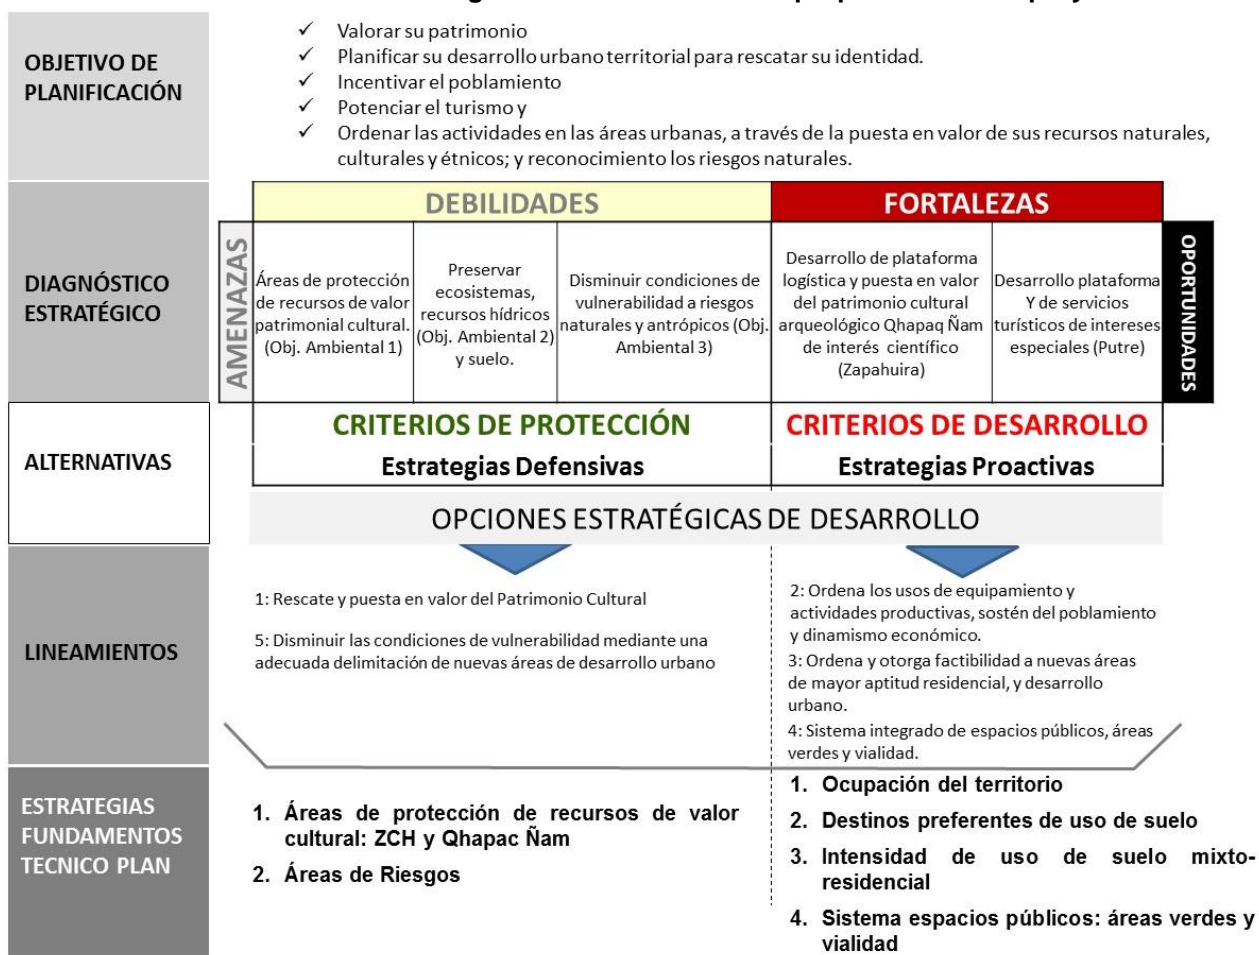 OBJETIVO DE
PLANIFICACIÓN
✓ Valorar su patrimonio
✓ Planificar su desarrollo urbano territorial para rescatar su identidad.
✓ Incentivar el poblamiento
✓ Potenciar el turismo y
✓ Ordenar las actividades en las áreas urbanas, a través de la puesta en valor de sus recursos naturales,
culturales y étnicos; y reconocimiento los riesgos naturales.
DIAGNÓSTICO
ESTRATÉGICO
DEBILIDADES
FORTALEZAS
AMENAZAS
Áreas de protección
de recursos de valor
patrimonial cultural.
(Obj. Ambiental 1)
Preservar
ecosistemas,
recursos hídricos
(Obj. Ambiental 2)
y suelo.
Disminuir condiciones de
vulnerabilidad a riesgos
naturales y antrópicos (Obj.
Ambiental 3)
Desarrollo de plataforma
logística y puesta en valor
del patrimonio cultural
arqueológico Qhapaq Ñam
de interés científico
(Zapahuira)
Desarrollo plataforma
Y de servicios
turísticos de intereses
especiales (Putre)
OPORTUNIDADES
ALTERNATIVAS
CRITERIOS DE PROTECCIÓN
Estrategias Defensivas
CRITERIOS DE DESARROLLO
Estrategias Proactivas
OPCIONES ESTRATÉGICAS DE DESARROLLO
LINEAMIENTOS
1: Rescate y puesta en valor del Patrimonio Cultural
5: Disminuir las condiciones de vulnerabilidad mediante una
adecuada delimitación de nuevas áreas de desarrollo urbano
2: Ordena los usos de equipamiento y
actividades productivas, sostén del poblamiento
y dinamismo económico.
3: Ordena y otorga factibilidad a nuevas áreas
de mayor aptitud residencial, y desarrollo
urbano.
4: Sistema integrado de espacios públicos, áreas
verdes y vialidad.
ESTRATEGIAS
FUNDAMENTOS
TECNICO PLAN
1. Áreas de protección de recursos de valor
cultural: ZCH y Qhapac Ñam
2. Áreas de Riesgos
1. Ocupación del territorio
2. Destinos preferentes de uso de suelo
3. Intensidad de uso de suelo mixto-
residencial
4. Sistema espacios públicos: áreas verdes y
vialidad